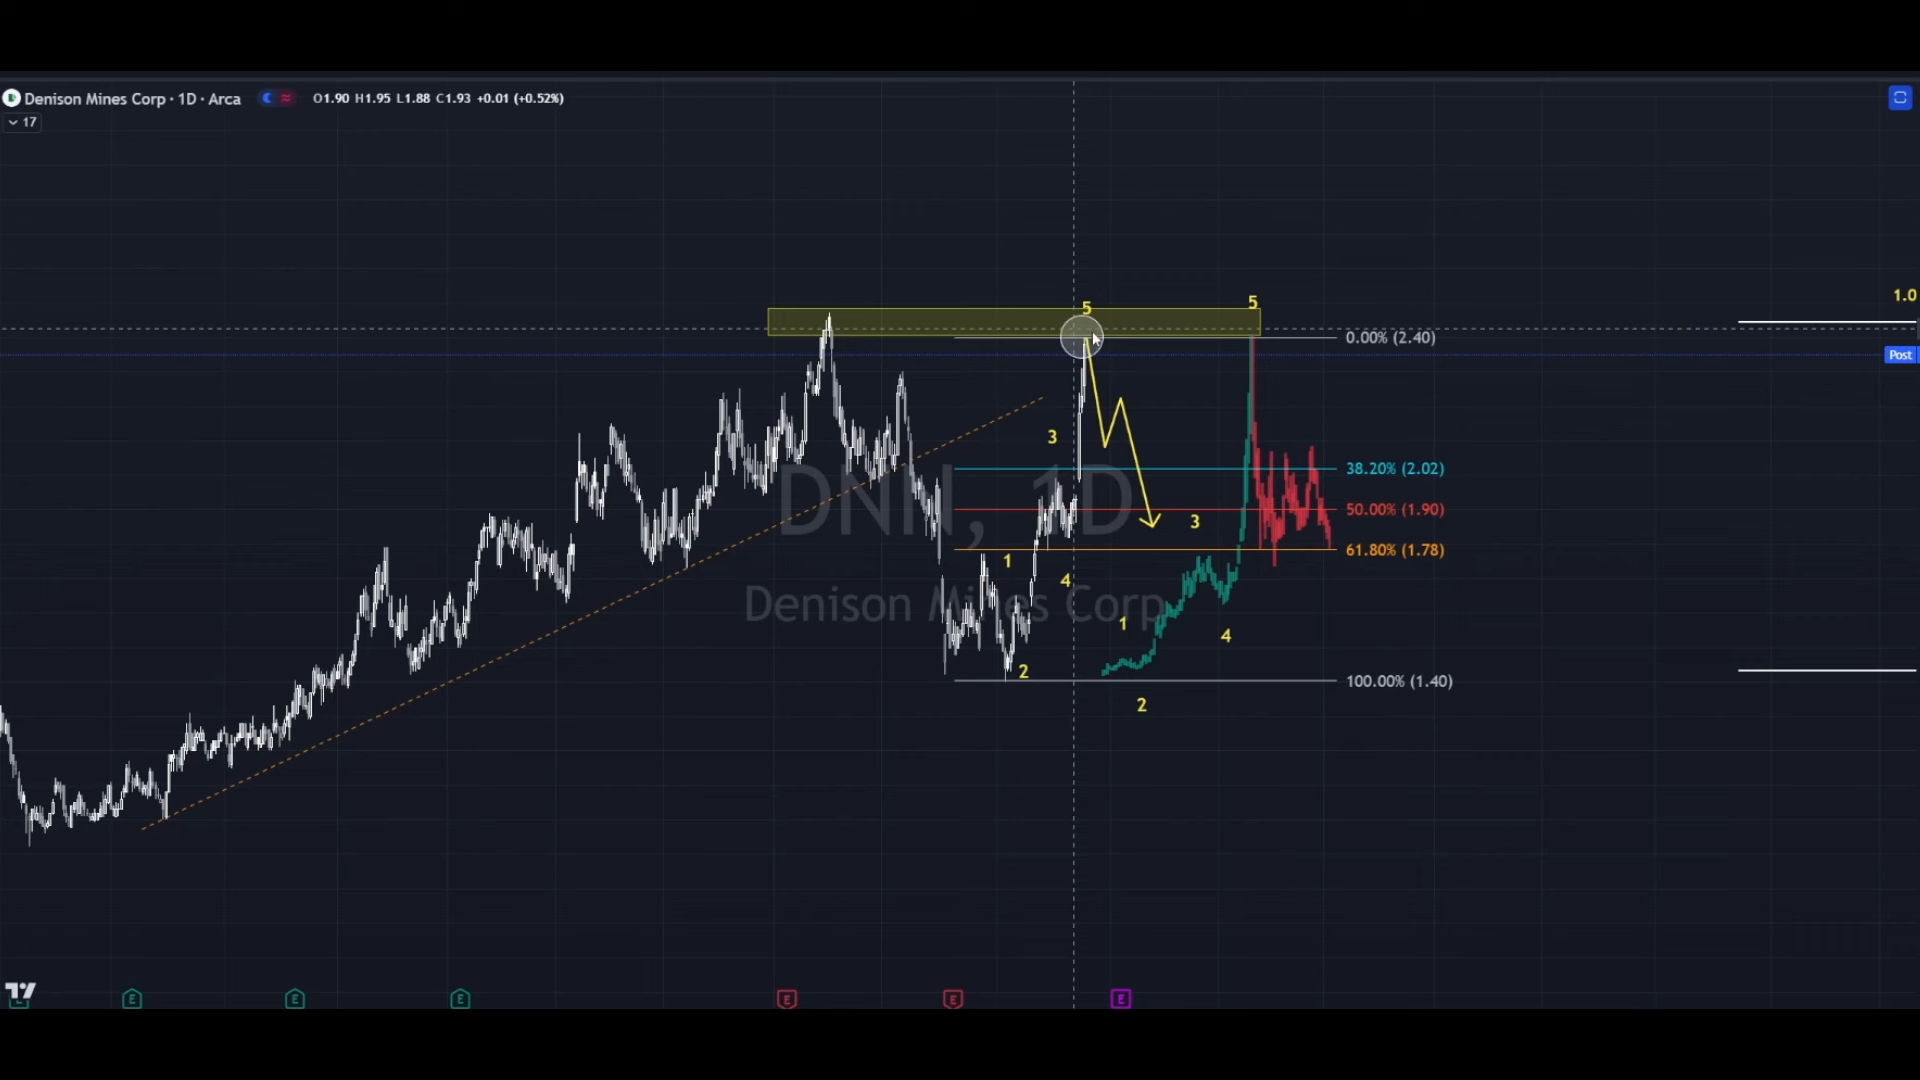 Denison Mines Corp · 1D · Arca O1.90 H1.95 L1.88 C1.93 +0.01 (+0.52%)
17
1.0
5
5
0.00% (2.40)
Post
3
38.20% (2.02)
DNN, 1D
50.00% (1.90)
3
61.80% (1.78)
1
4
Denison Mines Corp
1
4
2
100.00% (1.40)
2
E
E
E
E
E
E